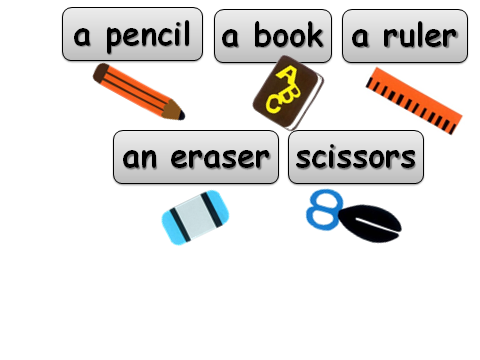 a pencil
a book
a ruler
ABC
an eraser
scissors